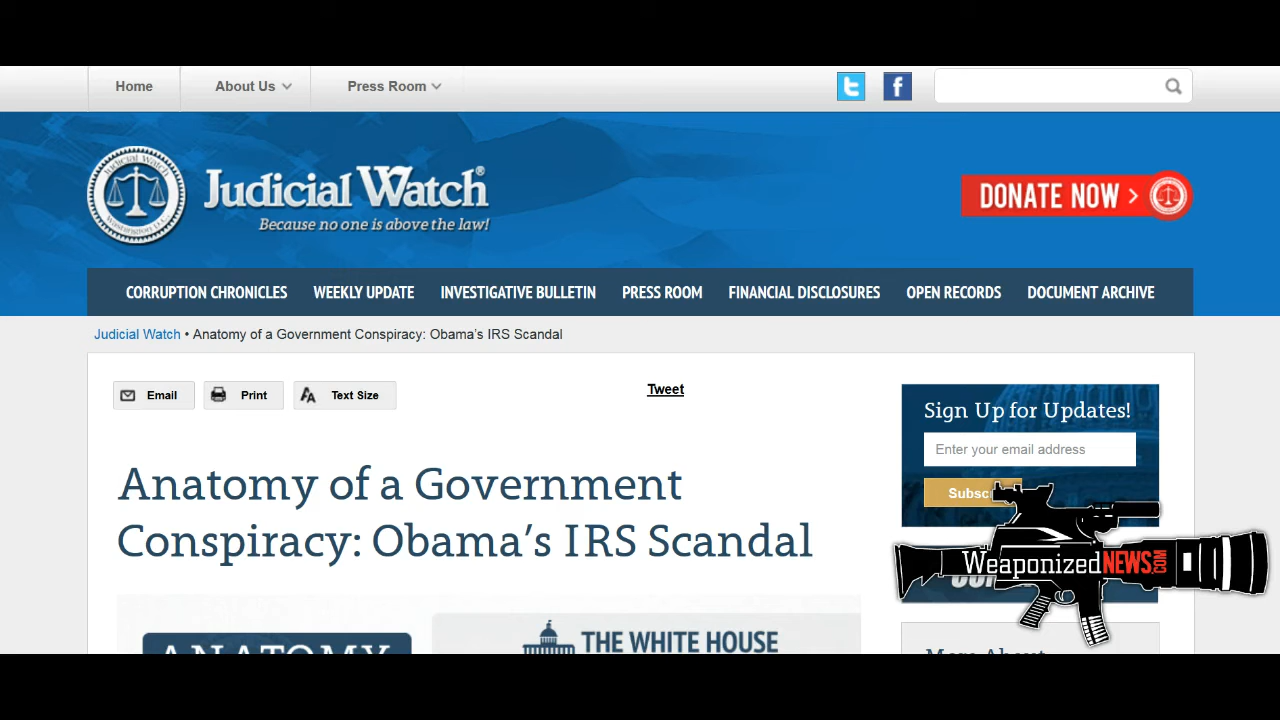 Home
About Us
Press Room
Judicial Watch®
Because no one is above the law!
DONATE NOW >
CORRUPTION CHRONICLES
WEEKLY UPDATE
INVESTIGATIVE BULLETIN
PRESS ROOM
FINANCIAL DISCLOSURES
OPEN RECORDS
DOCUMENT ARCHIVE
Judicial Watch • Anatomy of a Government Conspiracy: Obama's IRS Scandal
Email
Print
Text Size
Tweet
Anatomy of a Government
Conspiracy: Obama's IRS Scandal
ANATOMY
THE WHITE HOUSE
Sign Up for Updates!
Enter your email address
WeaponizedNEWS.COM
More About